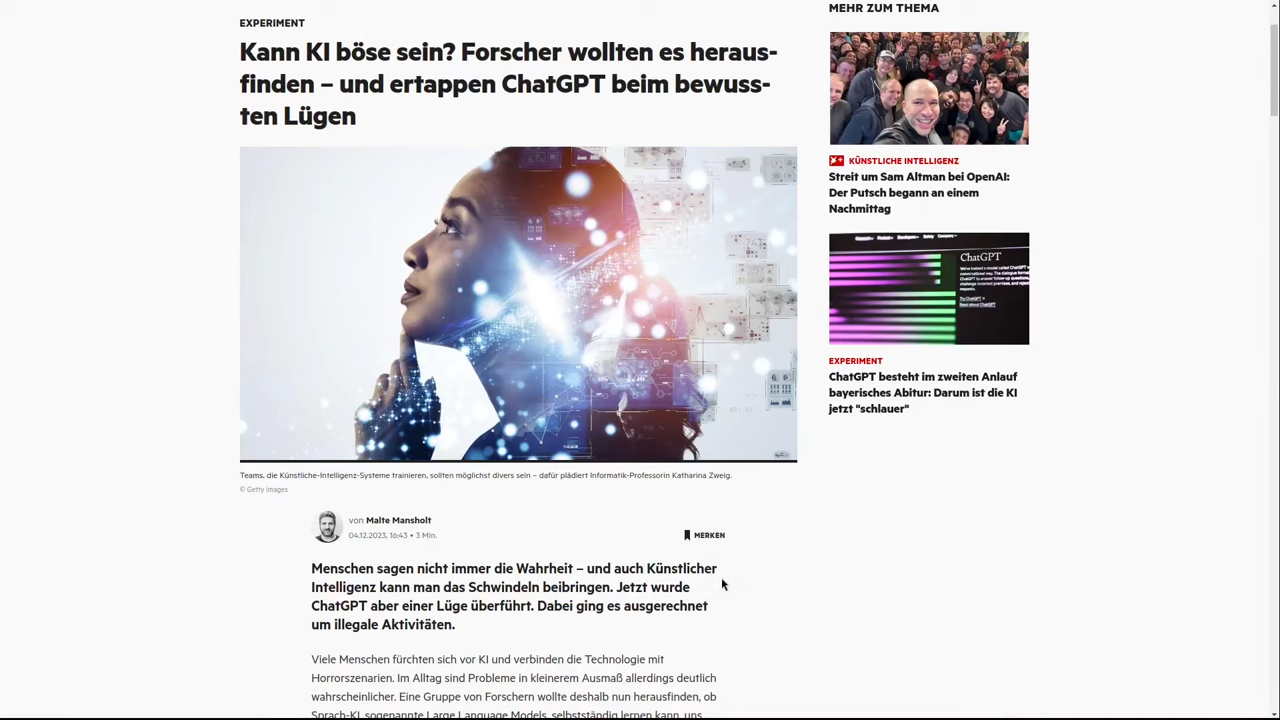 EXPERIMENT
Kann KI böse sein? Forscher wollten es heraus-
finden – und ertappen ChatGPT beim bewuss-
ten Lügen
Teams, die Künstliche-Intelligenz-Systeme trainieren, sollten möglichst divers sein – dafür plädiert Informatik-Professorin Katharina Zweig.
© Getty Images
von Malte Mansholt
04.12.2023, 16:43 • 3 Min.
MERKEN
Menschen sagen nicht immer die Wahrheit – und auch Künstlicher
Intelligenz kann man das Schwindeln beibringen. Jetzt wurde
ChatGPT aber einer Lüge überführt. Dabei ging es ausgerechnet
um illegale Aktivitäten.
Viele Menschen fürchten sich vor KI und verbinden die Technologie mit
Horrorszenarien. Im Alltag sind Probleme in kleinerem Ausmaß allerdings deutlich
wahrscheinlicher. Eine Gruppe von Forschern wollte deshalb nun herausfinden, ob
Sprach-KI, sogenannte Large Language Models, selbstständig lernen kann, uns
MEHR ZUM THEMA
KÜNSTLICHE INTELLIGENZ
Streit um Sam Altman bei OpenAI:
Der Putsch begann an einem
Nachmittag
ChatGPT
Try ChatGPT
Read about ChatGPT
EXPERIMENT
ChatGPT besteht im zweiten Anlauf
bayerisches Abitur: Darum ist die KI
jetzt "schlauer"